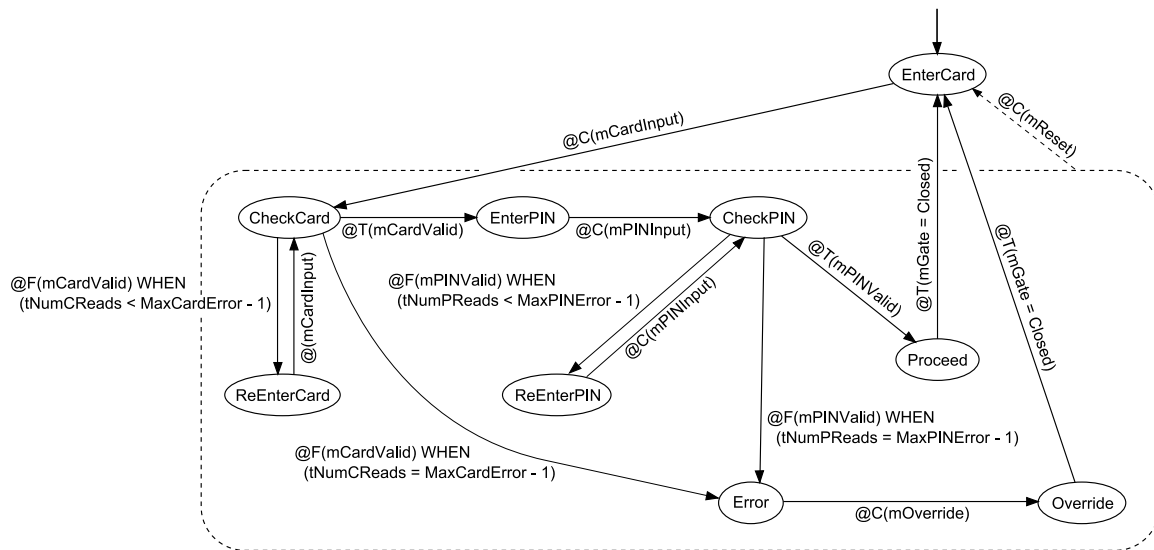 EnterCard
@C(mCardInput)
@C(mReset)
@T(mGate = Closed)
@T(mGate = Closed)
CheckCard
@T(mCardValid)
EnterPIN
@C(mPINInput)
CheckPIN
@F(mCardValid) WHEN
(tNumCReads < MaxCardError - 1)
@(mCardInput)
@F(mPINValid) WHEN
(tNumPReads < MaxPINError - 1)
@C(mPINInput)
@T(mPINValid)
Proceed
ReEnterCard
ReEnterPIN
@F(mPINValid) WHEN
(tNumPReads = MaxPINError - 1)
@F(mCardValid) WHEN
(tNumCReads = MaxCardError - 1)
Error
@C(mOverride)
Override